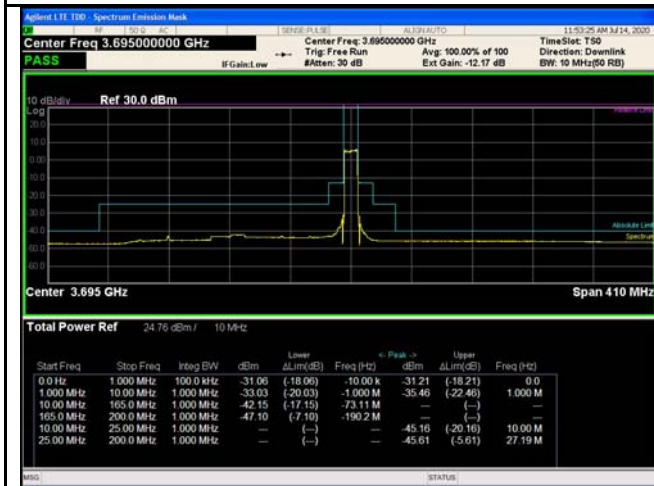 Agilent LTE TDD - Spectrum Emission Mask
RF 50 Ω AC SENSE:PULSE ALIGN AUTO 11:53:25 AM Jul 14, 2020
Center Freq 3.695000000 GHz Center Freq: 3.695000000 GHz TimeSlot: TS0
Trig: Free Run Avg: 100.00% of 100 Direction: Downlink
PASS IFGain:Low #Atten: 30 dB Ext Gain: -12.17 dB BW: 10 MHz(50 RB)
10 dB/div Ref 30.0 dBm
Log
20.0
10.0
0.00
-10.0
-20.0
-30.0
Absolute Limit
-40.0
Spectrum
-50.0
-60.0
Center 3.695 GHz Span 410 MHz
Total Power Ref 24.76 dBm / 10 MHz
Lower <- Peak -> Upper
Start Freq Stop Freq Integ BW dBm ΔLim(dB) Freq (Hz) dBm ΔLim(dB) Freq (Hz)
0.0 Hz 1.000 MHz 100.0 kHz -31.06 (-18.06) -10.00 k -31.21 (-18.21) 0.0
1.000 MHz 10.00 MHz 1.000 MHz -33.03 (-20.03) -1.000 M -35.46 (-22.46) 1.000 M
10.00 MHz 165.0 MHz 1.000 MHz -42.15 (-17.15) -73.11 M --- (---)
165.0 MHz 200.0 MHz 1.000 MHz -47.10 (-7.10) -190.2 M --- (---)
10.00 MHz 25.00 MHz 1.000 MHz --- (---) -45.16 (-20.16) 10.00 M
25.00 MHz 200.0 MHz 1.000 MHz --- (---) -45.61 (-5.61) 27.19 M
MSG STATUS